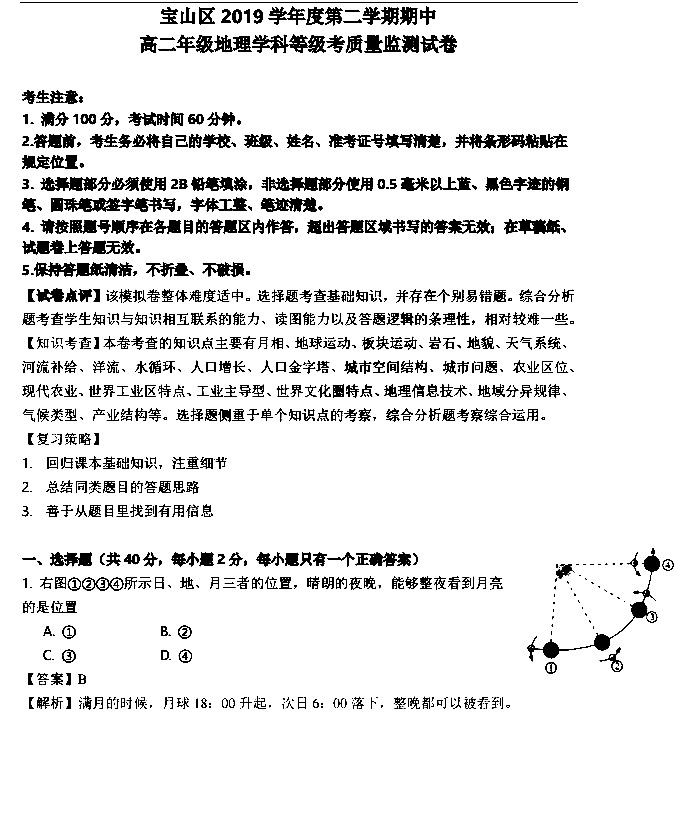 宝山区 2019 学年度第二学期期中
高二年级地理学科等级考质量监测试卷
考生注意：
1. 满分 100 分，考试时间 60 分钟。
2.答题前，考生务必将自己的学校、班级、姓名、准考证号填写清楚，并将条形码粘贴在
规定位置。
3. 选择题部分必须使用 2B 铅笔填涂，非选择题部分使用 0.5 毫米以上蓝、黑色字迹的钢
笔、圆珠笔或签字笔书写，字体工整、笔迹清楚。
4. 请按照题号顺序在各题目的答题区内作答，超出答题区域书写的答案无效；在草稿纸、
试题卷上答题无效。
5.保持答题纸清洁，不折叠、不破损。
【试卷点评】该模拟卷整体难度适中。选择题考查基础知识，并存在个别易错题。综合分析
题考查学生知识与知识相互联系的能力、读图能力以及答题逻辑的条理性，相对较难一些。
【知识考查】本卷考查的知识点主要有月相、地球运动、板块运动、岩石、地貌、天气系统、
河流补给、洋流、水循环、人口增长、人口金字塔、城市空间结构、城市问题、农业区位、
现代农业、世界工业区特点、工业主导型、世界文化圈特点、地理信息技术、地域分异规律、
气候类型、产业结构等。选择题侧重于单个知识点的考察，综合分析题考察综合运用。
【复习策略】
1. 回归课本基础知识，注重细节
2. 总结同类题目的答题思路
3. 善于从题目里找到有用信息
一、选择题（共 40 分，每小题 2 分，每小题只有一个正确答案）
1. 右图①②③④所示日、地、月三者的位置，晴朗的夜晚，能够整夜看到月亮
的是位置
A. ① B. ②
C. ③ D. ④
【答案】B
【解析】满月的时候，月球 18：00 升起，次日 6：00 落下，整晚都可以被看到。
④
③
②
①